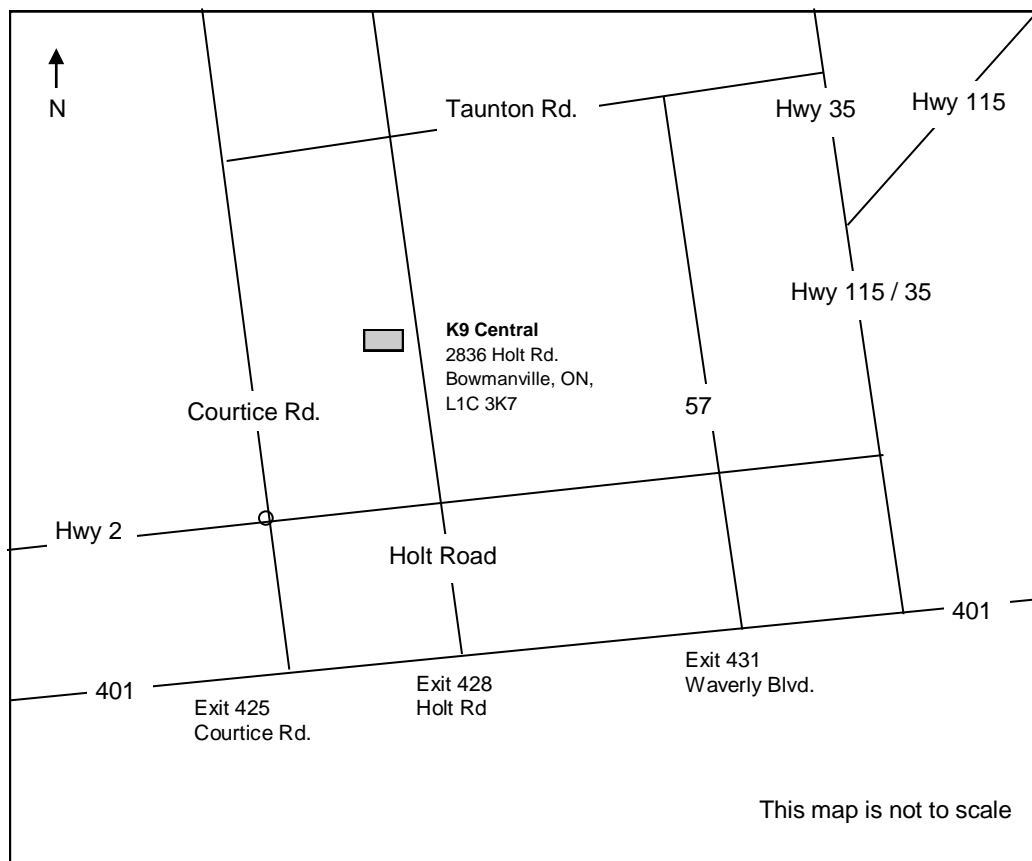 N
Taunton Rd.
Hwy 35
Hwy 115
Hwy 115 / 35
K9 Central
2836 Holt Rd.
Bowmanville, ON,
L1C 3K7
Courtice Rd.
57
Hwy 2
Holt Road
401
401
Exit 425
Courtice Rd.
Exit 428
Holt Rd
Exit 431
Waverly Blvd.
This map is not to scale